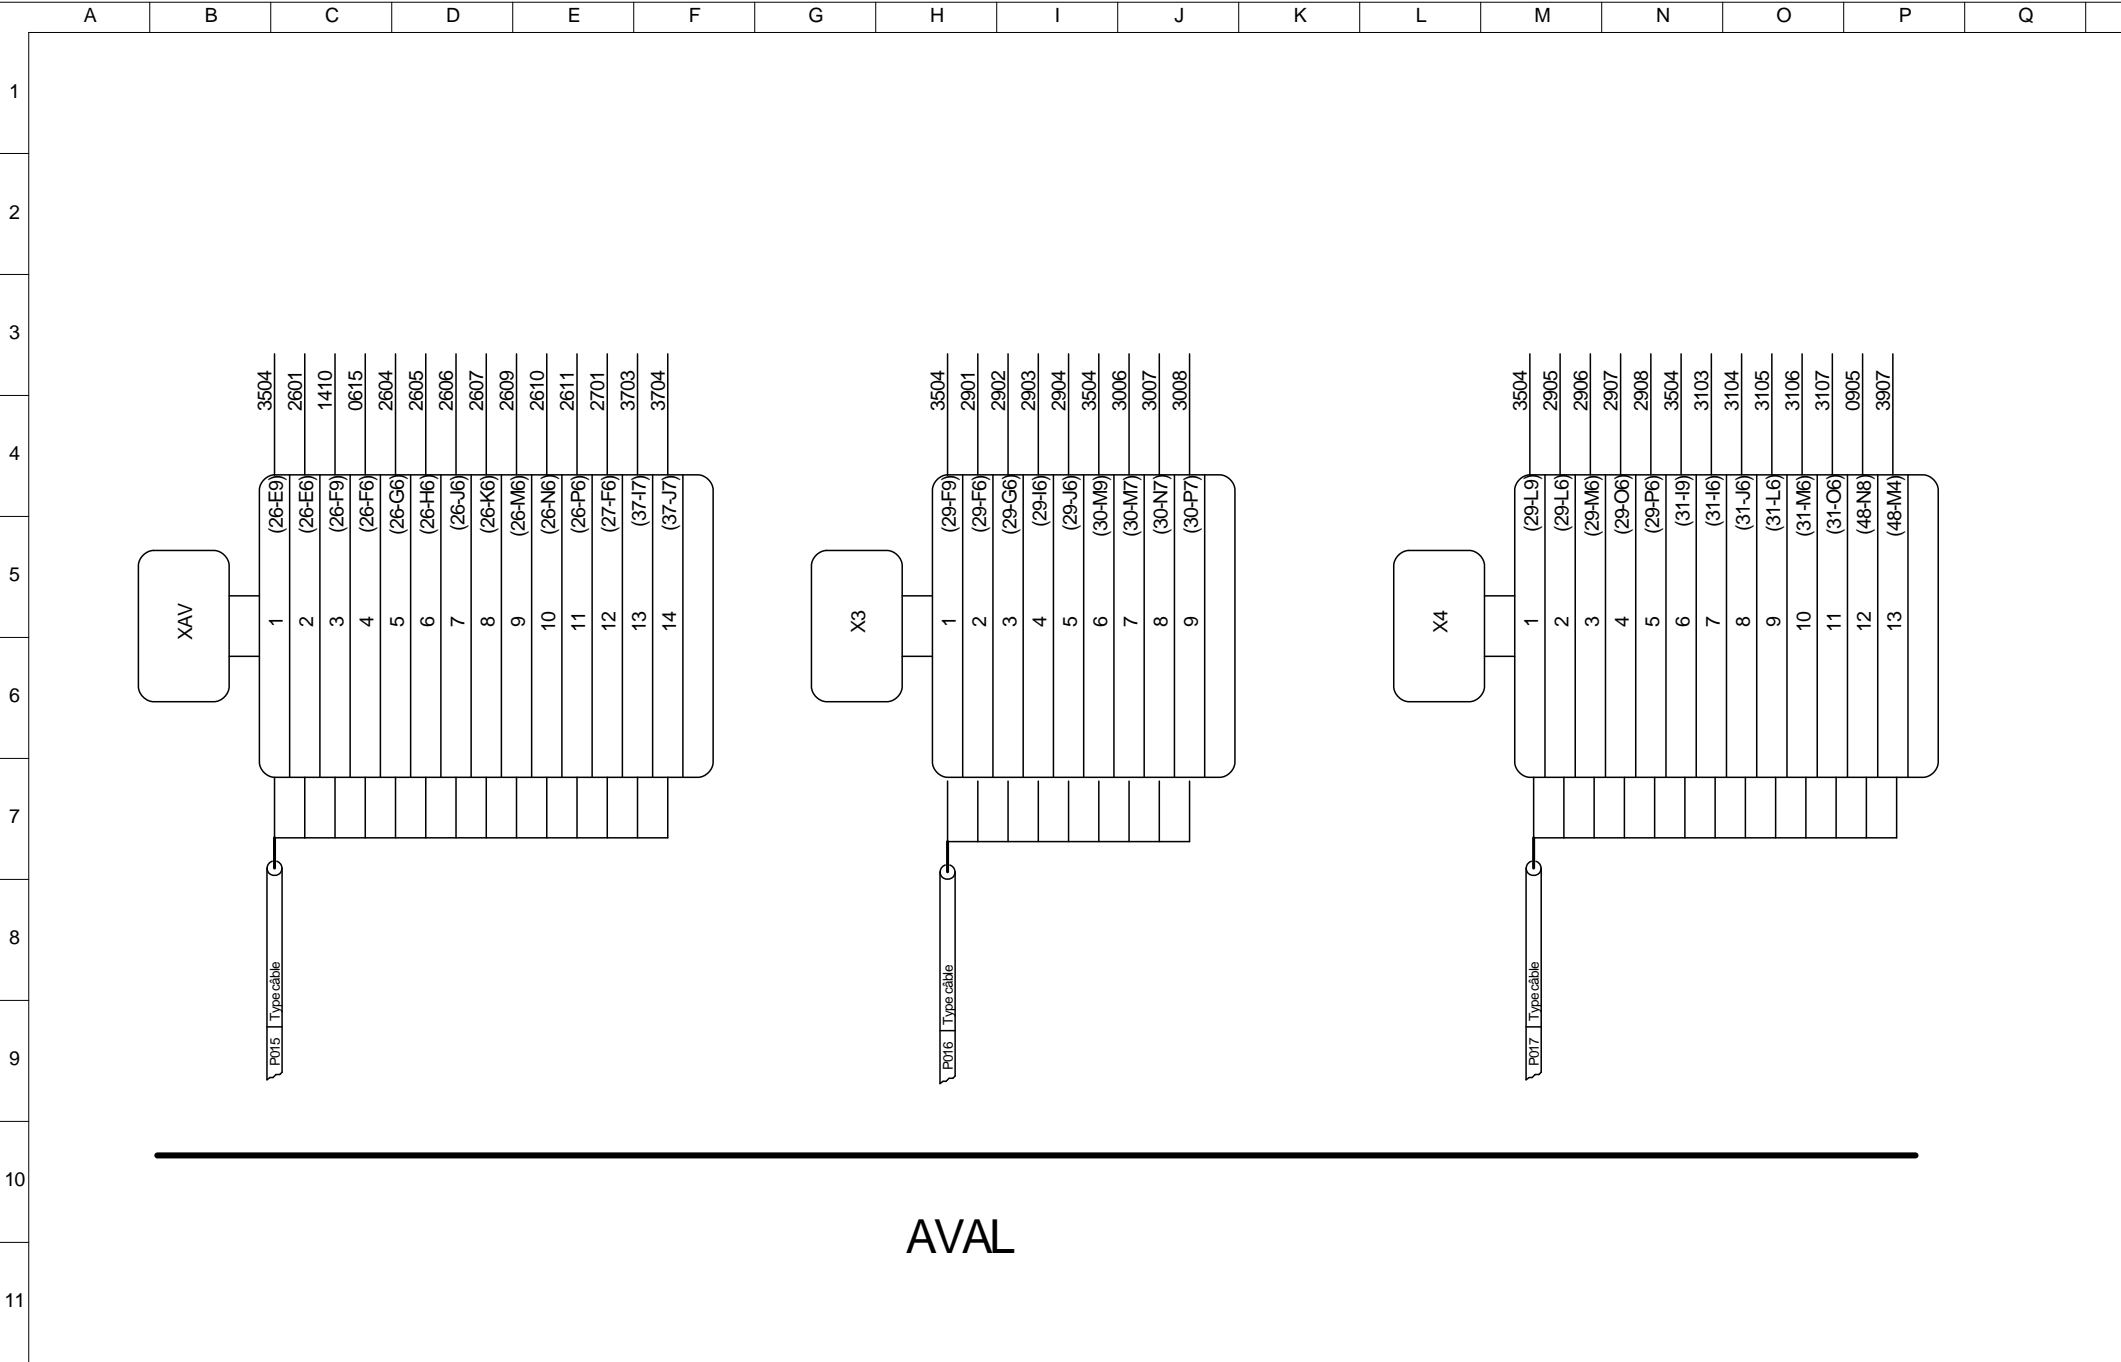 A B C D E F G H I J K L M N O P Q
1
2
3
4
5
6
7
8
9
10
11
3504 2601 1410 0615 2604 2605 2606 2607 2609 2610 2611 2701 3703 3704
(26-E9) (26-E6) (26-F9) (26-F6) (26-G6) (26-H6) (26-J6) (26-K6) (26-M6) (26-N6) (26-P6) (27-F6) (37-I7) (37-J7)
XAV
1 2 3 4 5 6 7 8 9 10 11 12 13 14
P015 Type câble
3504 2901 2902 2903 2904 3504 3006 3007 3008
(29-F9) (29-F6) (29-G6) (29-I6) (29-J6) (30-M9) (30-M7) (30-N7) (30-P7)
X3
1 2 3 4 5 6 7 8 9
P016 Type câble
3504 2905 2906 2907 2908 3504 3103 3104 3105 3106 3107 0905 3907
(29-L9) (29-L6) (29-M6) (29-O6) (29-P6) (31-I9) (31-I6) (31-J6) (31-L6) (31-M6) (31-O6) (48-N8) (48-M4)
X4
1 2 3 4 5 6 7 8 9 10 11 12 13
P017 Type câble
AVAL